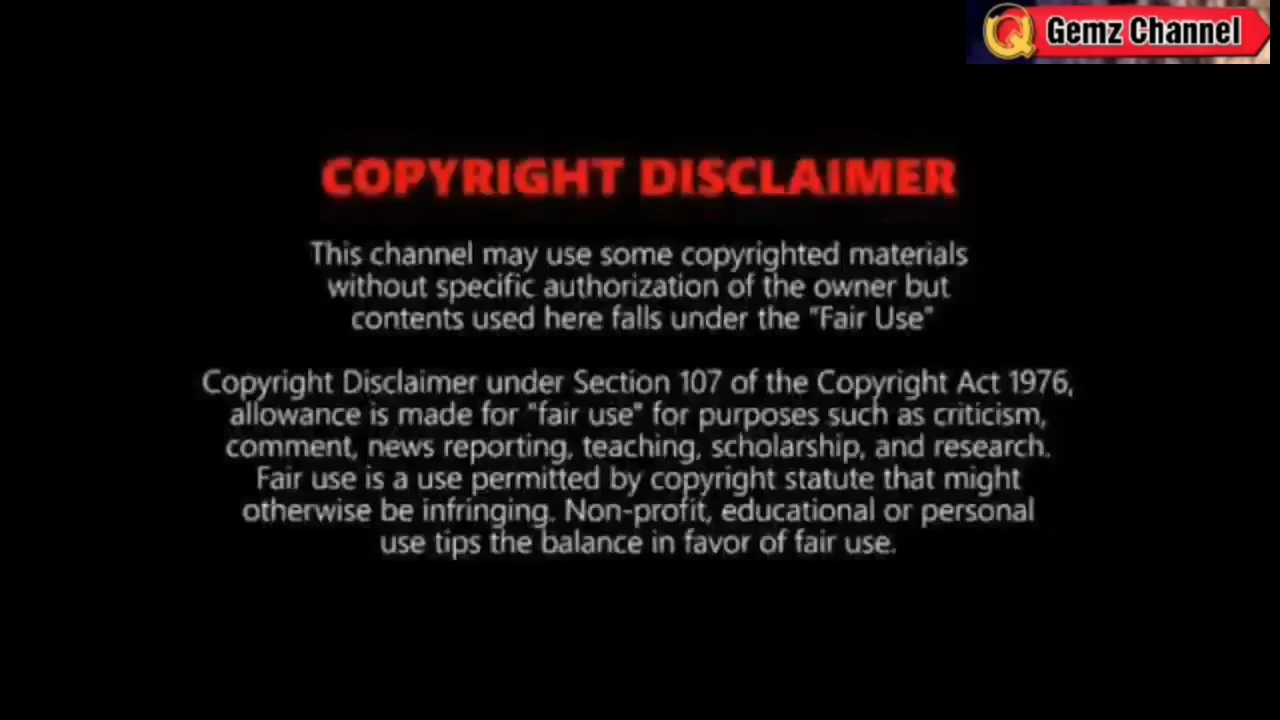 Gemz Channel
COPYRIGHT DISCLAIMER
This channel may use some copyrighted materials
without specific authorization of the owner but
contents used here falls under the "Fair Use"
Copyright Disclaimer under Section 107 of the Copyright Act 1976,
allowance is made for "fair use" for purposes such as criticism,
comment, news reporting, teaching, scholarship, and research.
Fair use is a use permitted by copyright statute that might
otherwise be infringing. Non-profit, educational or personal
use tips the balance in favor of fair use.